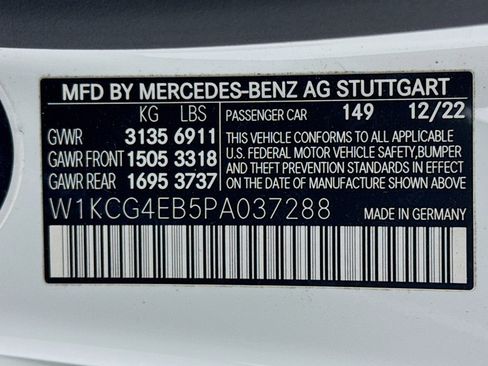 MFD BY MERCEDES-BENZ AG STUTTGART
KG LBS PASSENGER CAR 149 12/22
GVWR 3135 6911 THIS VEHICLE CONFORMS TO ALL APPLICABLE
GAWR FRONT 1505 3318 U.S. FEDERAL MOTOR VEHICLE SAFETY, BUMPER
GAWR REAR 1695 3737 AND THEFT PREVENTION STANDARDS IN EFFECT
ON THE DATE OF MANUFACTURE SHOWN ABOVE.
W1KCG4EB5PA037288 MADE IN GERMANY